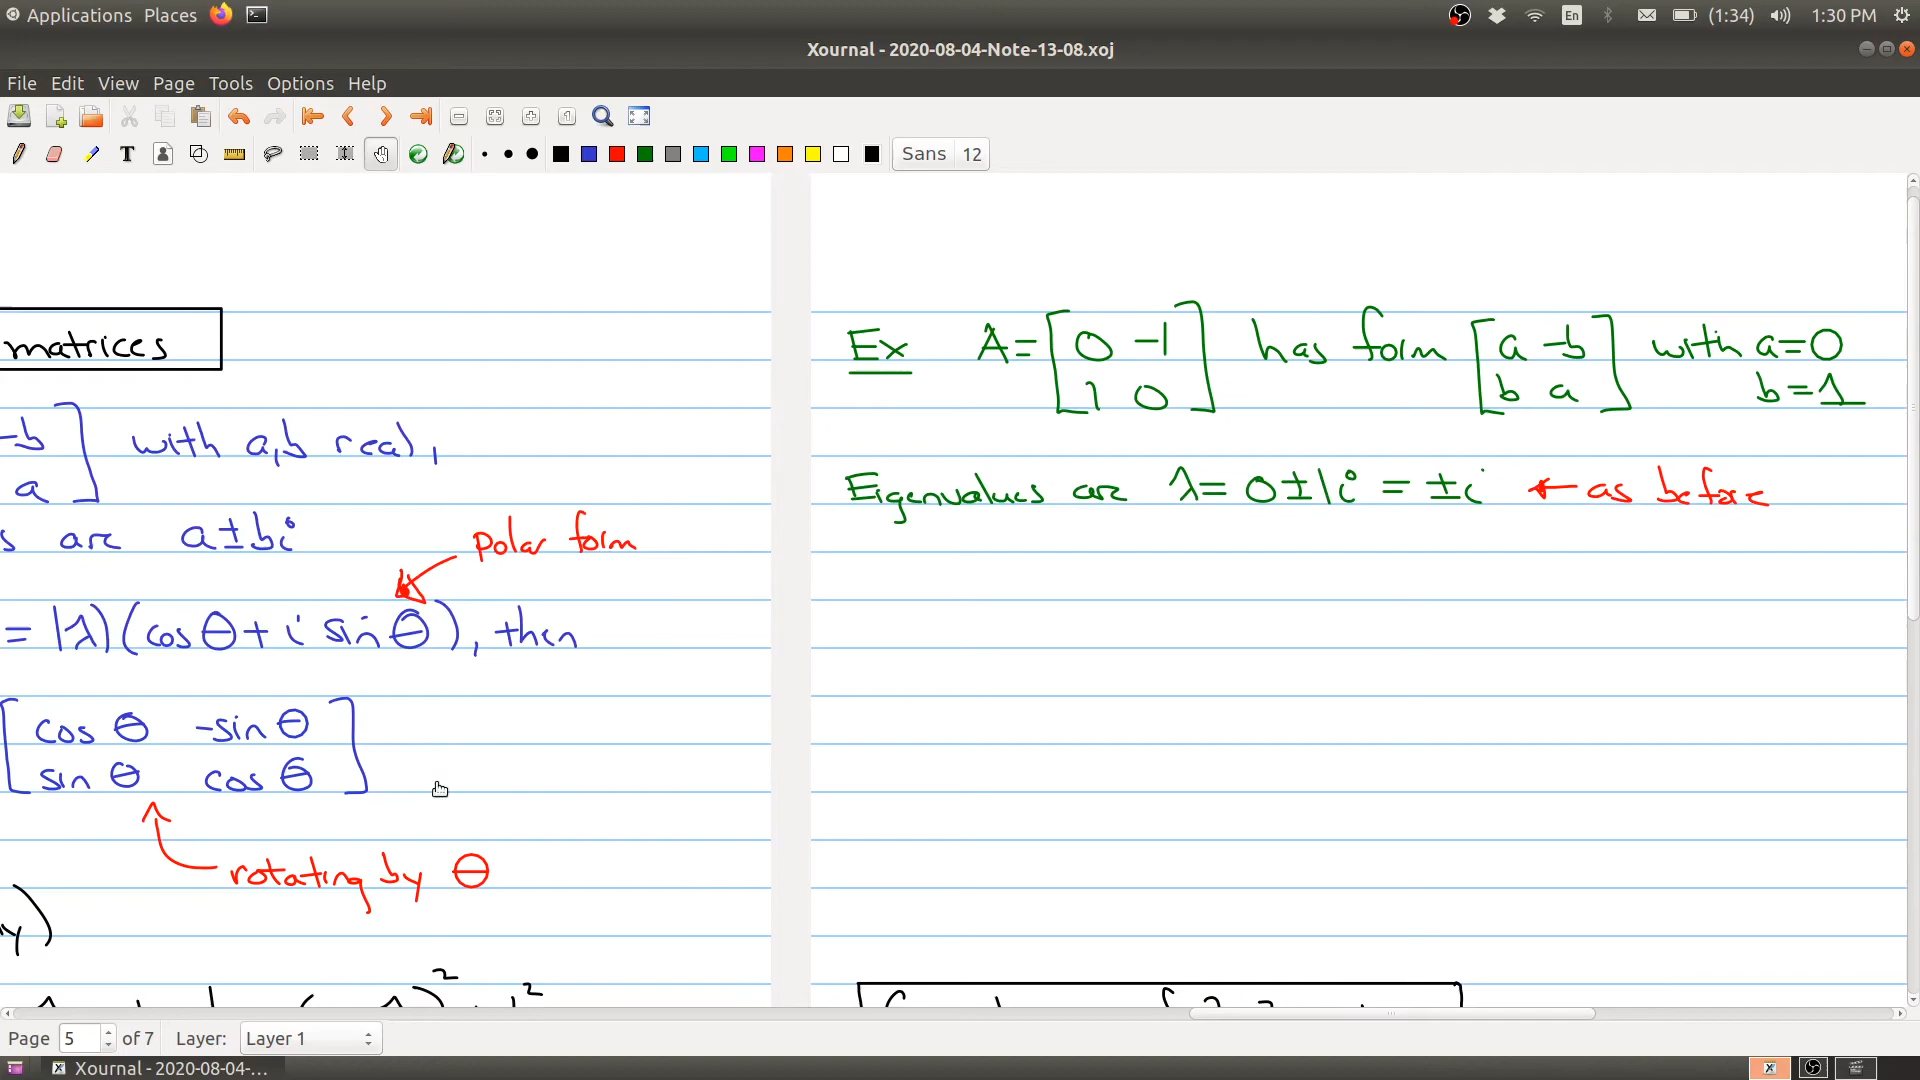 Applications Places En (1:34) 1:30 PM
Xournal - 2020-08-04-Note-13-08.xoj
File Edit View Page Tools Options Help
T Sans 12
matrices
-b
a ] with a,b real,
s are a±bi
polar form
= |λ|(cos θ + i sin θ), then
[ cos θ -sin θ
sin θ cos θ ]
rotating by θ
y)
Ex A = [ 0 -1 has form [ a -b with a=0
1 0 ] b a ] b=1
Eigenvalues are λ = 0±1i = ±i ← as before
Page 5 of 7 Layer: Layer 1
Xournal - 2020-08-04-...